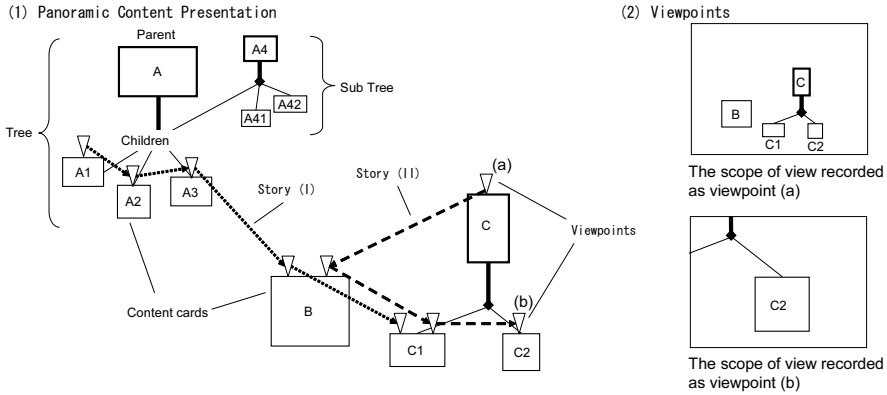 (1) Panoramic Content Presentation
Parent
A
A4
A42
A41
Sub Tree
Tree
Children
A1
A2
A3
Story (I)
Story (II)
(a)
C
Viewpoints
Content cards
B
(b)
C1
C2
(2) Viewpoints
C
B
C1
C2
The scope of view recorded
as viewpoint (a)
C2
The scope of view recorded
as viewpoint (b)